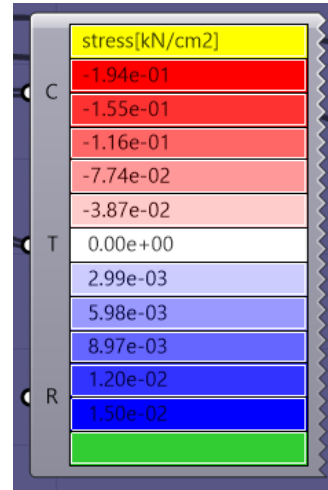 stress[kN/cm2]
-1.94e-01
-1.55e-01
C
-1.16e-01
-7.74e-02
-3.87e-02
T
0.00e+00
2.99e-03
5.98e-03
8.97e-03
1.20e-02
R
1.50e-02